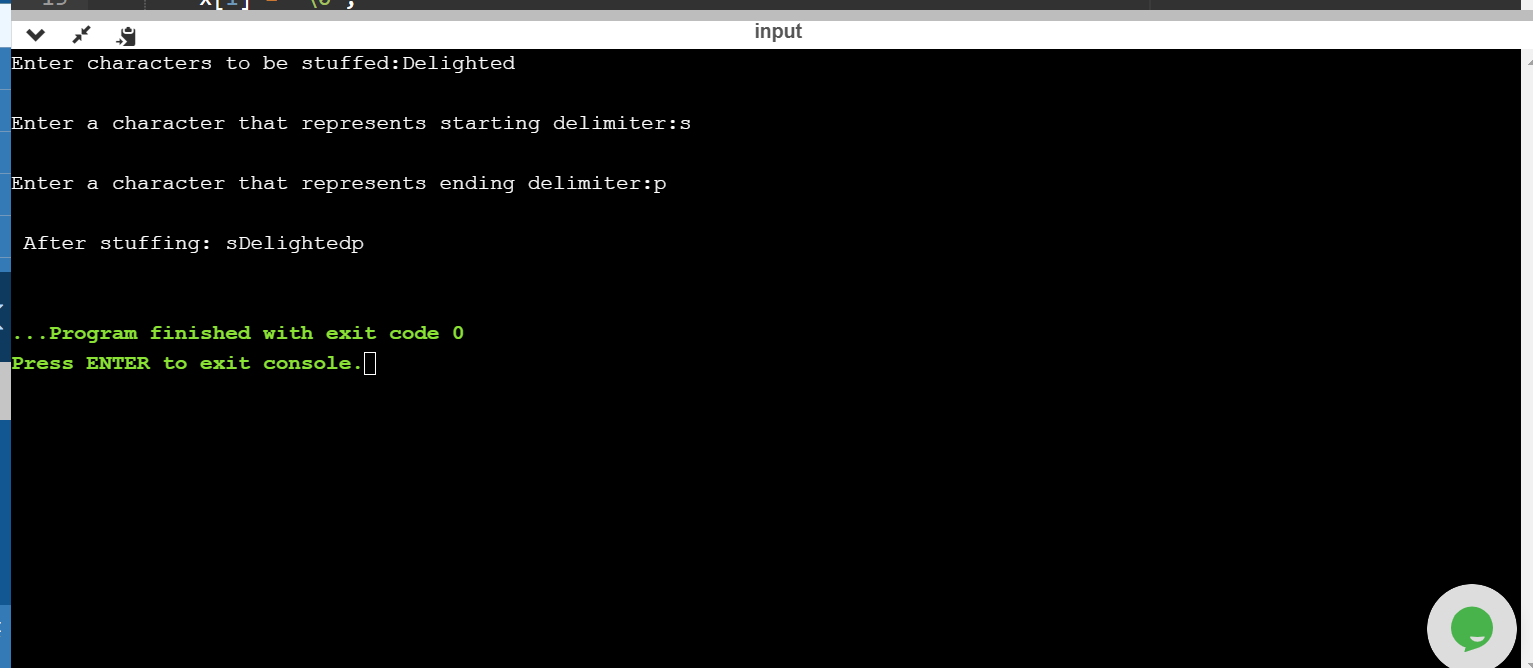 input
Enter characters to be stuffed:Delighted
Enter a character that represents starting delimiter:s
Enter a character that represents ending delimiter:p
After stuffing: sDelightedp
...Program finished with exit code 0
Press ENTER to exit console.